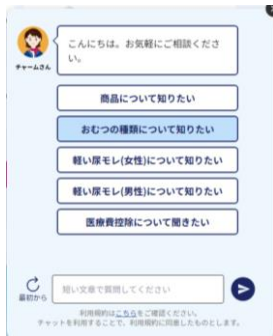 こんにちは。お気軽にご相談くださ
い。
チャームさん
商品について知りたい
おむつの種類について知りたい
軽い尿モレ(女性)について知りたい
軽い尿モレ(男性)について知りたい
医療費控除について聞きたい
最初から
短い文章で質問してください
利用規約はこちらをご確認ください。
チャットを利用することで、利用規約に同意したものとします。